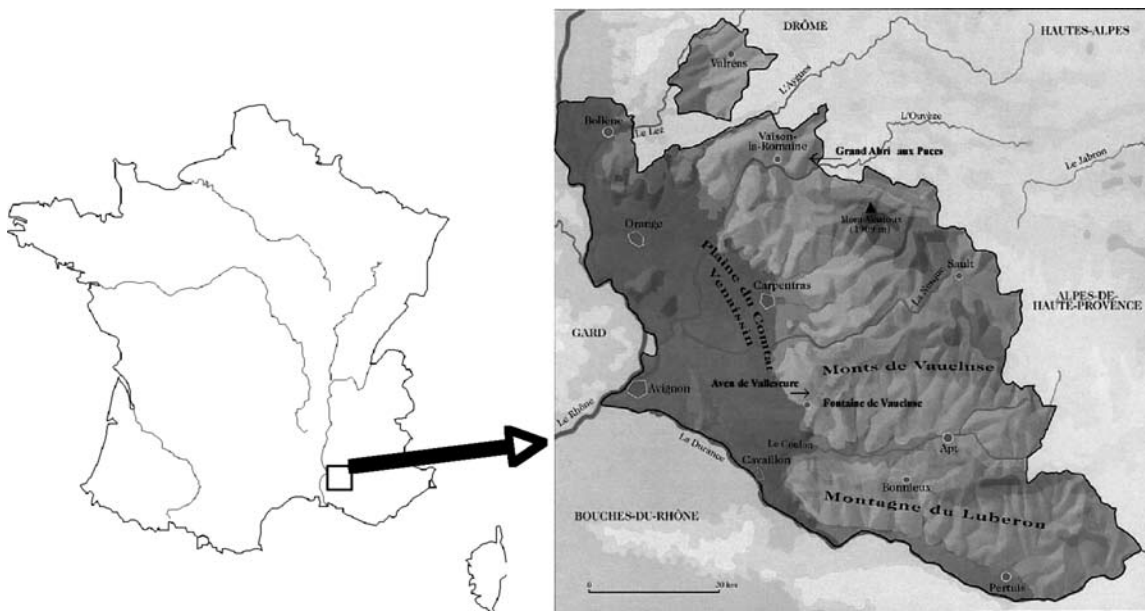 DRÔME
HAUTES-ALPES
Valréas
L'Aygues
Bollène
Le Lez
L'Ouvèze
Vaison-
la-Romaine
Grand Abri aux Puces
Le Jabron
Mont-Ventoux
(1909 m)
Orange
Sault
Plaine du Comtat
Venaissin
Carpentras
La Nesque
ALPES-DE-
HAUTE-PROVENCE
GARD
Monts de Vaucluse
Aven de Vallescure
Avignon
Fontaine de Vaucluse
Le Rhône
La Durance
Le Coulon
Apt
Cavaillon
Bonnieux
Montagne du Luberon
BOUCHES-DU-RHÔNE
0
20 km
Pertuis